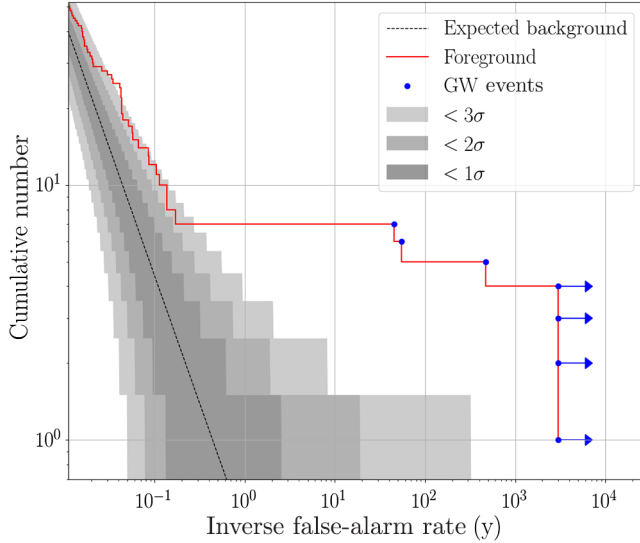 Expected background
Foreground
GW events
< 3σ
< 2σ
< 1σ
Cumulative number
10¹
10⁰
10⁻¹ 10⁰ 10¹ 10² 10³ 10⁴
Inverse false-alarm rate (y)